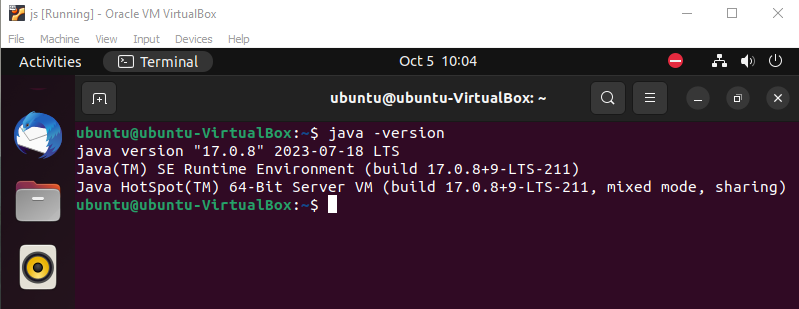 js [Running] - Oracle VM VirtualBox
File Machine View Input Devices Help
Activities Terminal Oct 5 10:04
ubuntu@ubuntu-VirtualBox: ~
ubuntu@ubuntu-VirtualBox:~$ java -version
java version "17.0.8" 2023-07-18 LTS
Java(TM) SE Runtime Environment (build 17.0.8+9-LTS-211)
Java HotSpot(TM) 64-Bit Server VM (build 17.0.8+9-LTS-211, mixed mode, sharing)
ubuntu@ubuntu-VirtualBox:~$